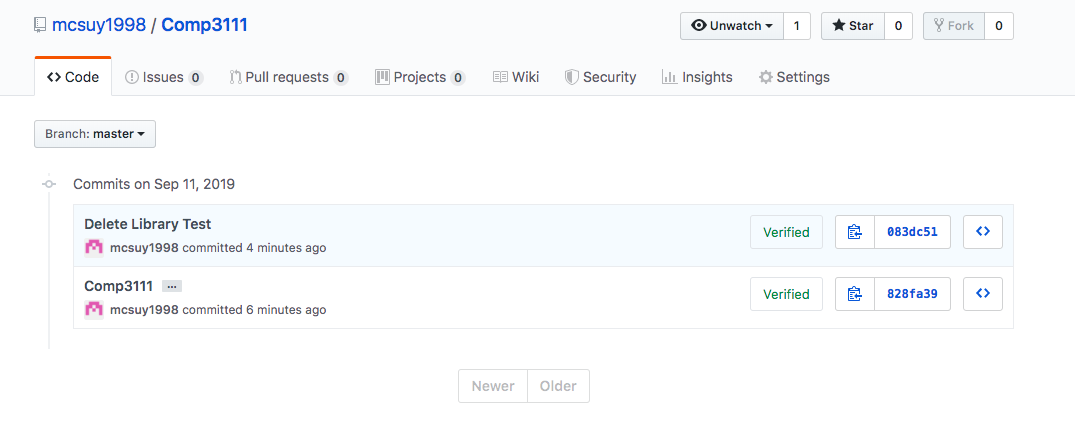 mcsuy1998 / Comp3111 Unwatch 1 Star 0 Fork 0
<> Code Issues 0 Pull requests 0 Projects 0 Wiki Security Insights Settings
Branch: master
Commits on Sep 11, 2019
Delete Library Test
mcsuy1998 committed 4 minutes ago
Verified 083dc51 <>
Comp3111 ...
mcsuy1998 committed 6 minutes ago
Verified 828fa39 <>
Newer Older